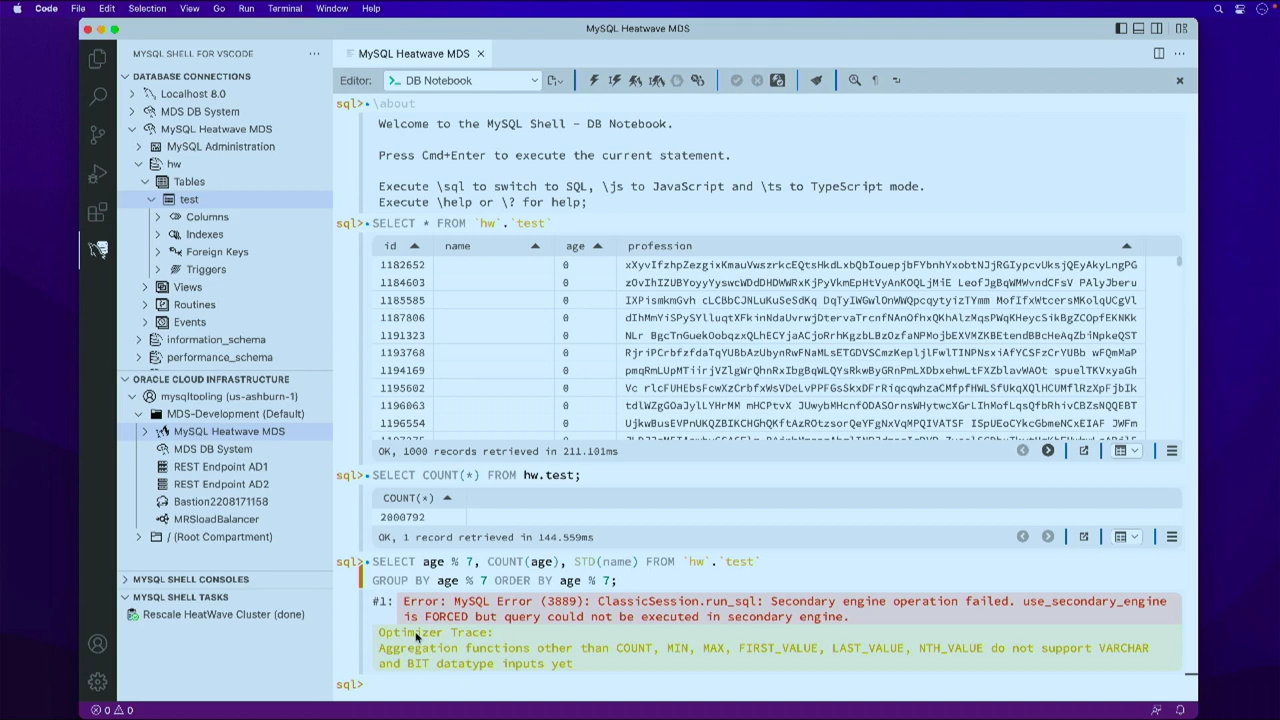 Code File Edit Selection View Go Run Terminal Window Help
MySQL Heatwave MDS
MYSQL SHELL FOR VSCODE ···
MySQL Heatwave MDS ×
DATABASE CONNECTIONS
Localhost 8.0
MDS DB System
MySQL Heatwave MDS
MySQL Administration
hw
Tables
test
Columns
Indexes
Foreign Keys
Triggers
Views
Routines
Events
information_schema
performance_schema
ORACLE CLOUD INFRASTRUCTURE
mysqltooling (us-ashburn-1)
MDS-Development (Default)
MySQL Heatwave MDS
MDS DB System
REST Endpoint AD1
REST Endpoint AD2
Bastion2208171158
MRSloadBalancer
/ (Root Compartment)
MYSQL SHELL CONSOLES
MYSQL SHELL TASKS
Rescale HeatWave Cluster (done)
Editor: DB Notebook
sql> \about
Welcome to the MySQL Shell - DB Notebook.
Press Cmd+Enter to execute the current statement.
Execute \sql to switch to SQL, \js to JavaScript and \ts to TypeScript mode.
Execute \help or \? for help;
sql> SELECT * FROM `hw`.`test`
id name age profession
1182652 0
1184603 0
1185585 0
1187806 0
1191323 0
1193768 0
1194169 0
1195602 0
1196063 0
1196554 0
OK, 1000 records retrieved in 211.101ms
sql> SELECT COUNT(*) FROM hw.test;
COUNT(*)
2000792
OK, 1 record retrieved in 144.559ms
sql> SELECT age % 7, COUNT(age), STD(name) FROM `hw`.`test`
GROUP BY age % 7 ORDER BY age % 7;
#1: Error: MySQL Error (3889): ClassicSession.run_sql: Secondary engine operation failed. use_secondary_engine
is FORCED but query could not be executed in secondary engine.
Optimizer Trace:
Aggregation functions other than COUNT, MIN, MAX, FIRST_VALUE, LAST_VALUE, NTH_VALUE do not support VARCHAR
and BIT datatype inputs yet
sql>
0 0